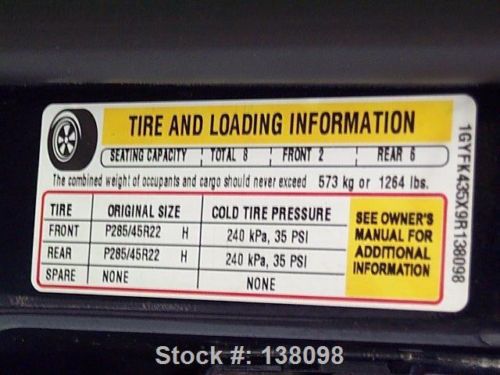 TIRE AND LOADING INFORMATION
SEATING CAPACITY TOTAL 8 FRONT 2 REAR 6
The combined weight of occupants and cargo should never exceed 573 kg or 1264 lbs.
TIRE ORIGINAL SIZE COLD TIRE PRESSURE
FRONT P285/45R22 H 240 kPa, 35 PSI
REAR P285/45R22 H 240 kPa, 35 PSI
SPARE NONE NONE
SEE OWNER'S
MANUAL FOR
ADDITIONAL
INFORMATION
1GYFK435X9R138098
Stock #: 138098